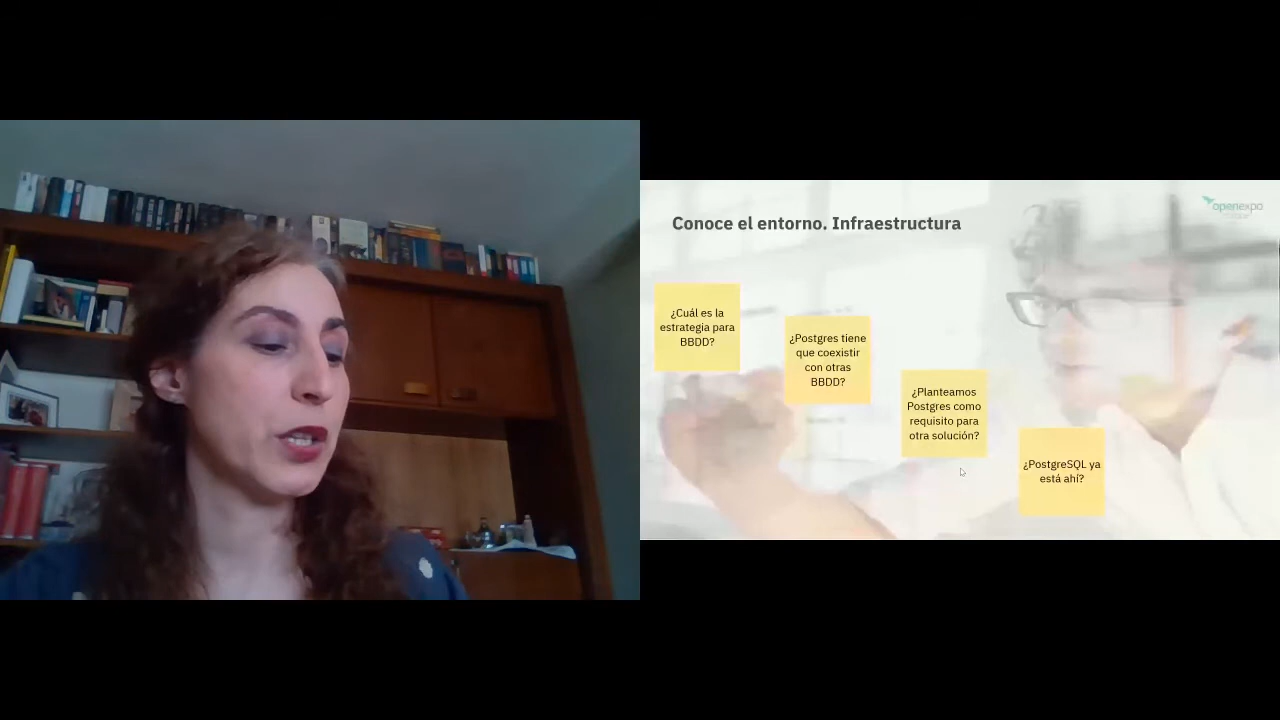 Conoce el entorno. Infraestructura
openexpo
¿Cuál es la
estrategia para
BBDD?
¿Postgres tiene
que coexistir
con otras
BBDD?
¿Planteamos
Postgres como
requisito para
otra solución?
¿PostgreSQL ya
está ahí?